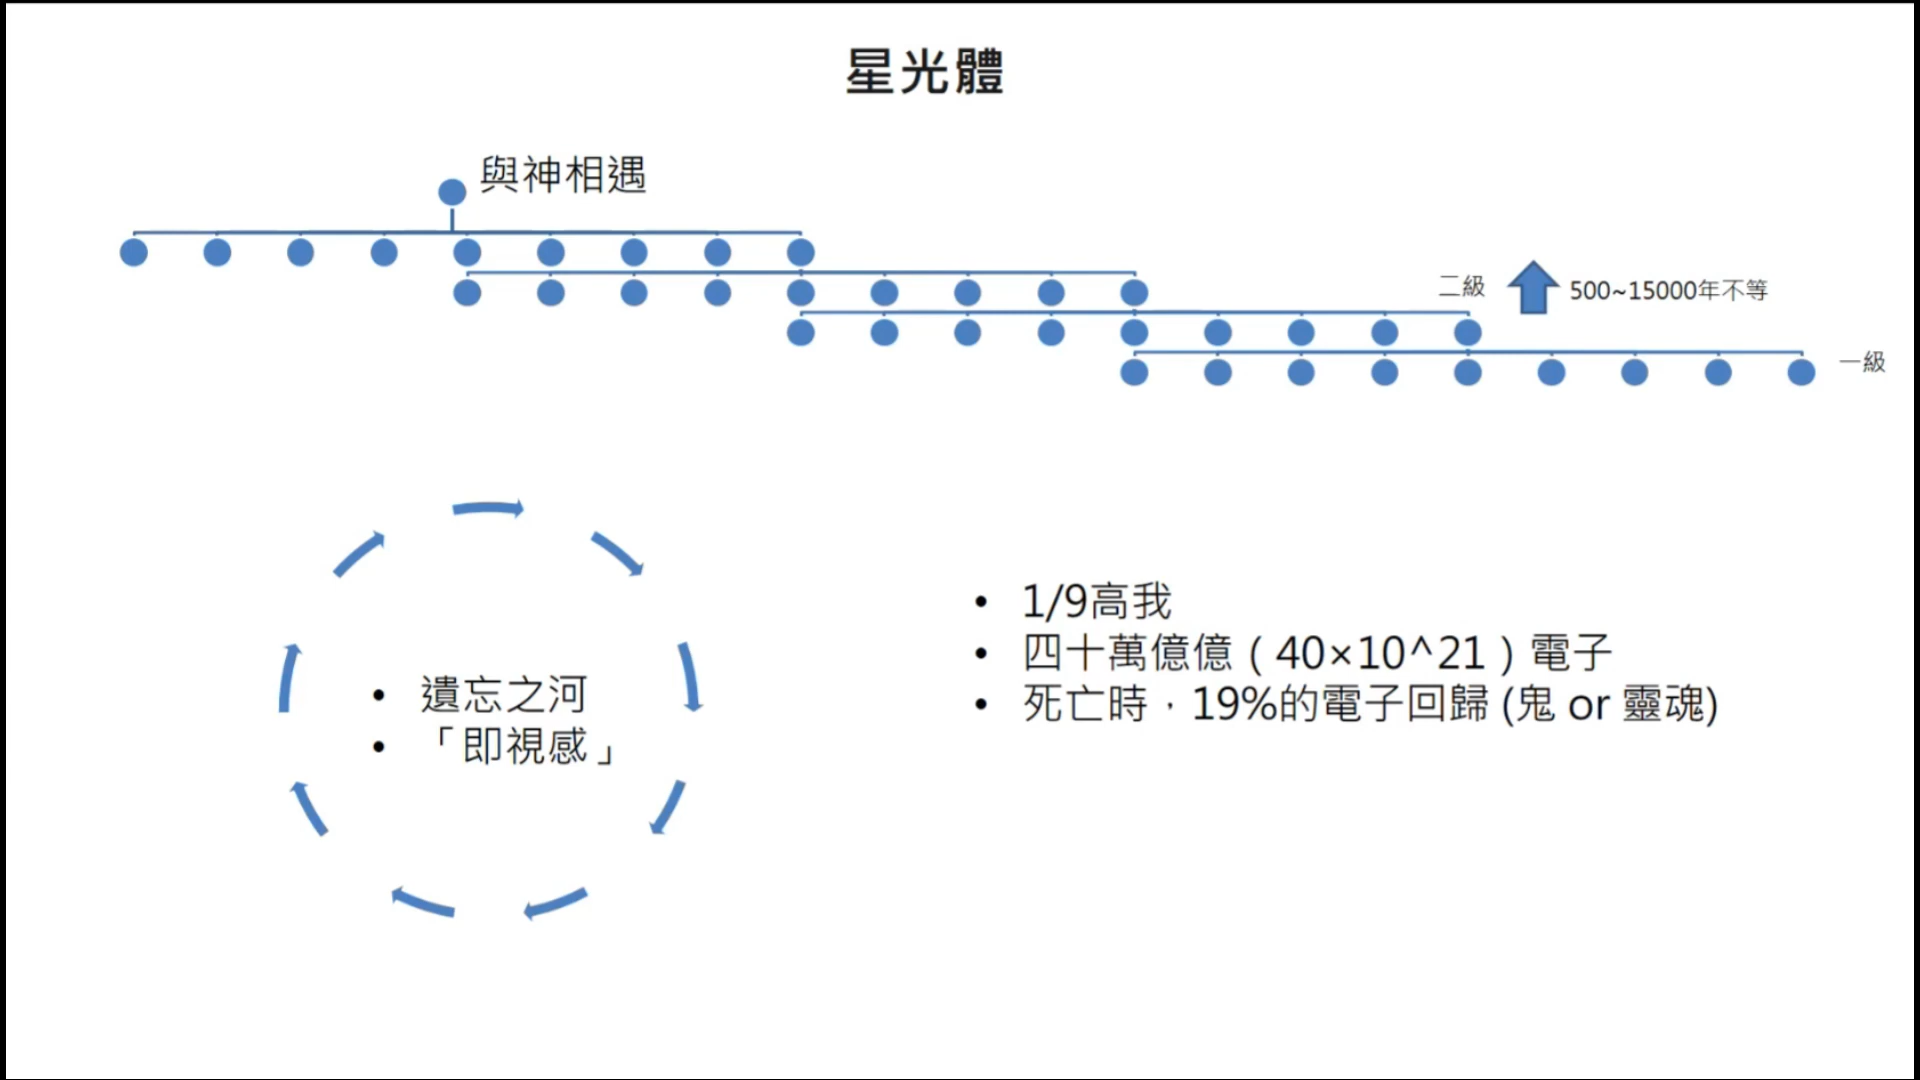 星光體
與神相遇
二級
500~15000年不等
一級
• 遺忘之河
• 「即視感」
• 1/9高我
• 四十萬億億（40×10^21）電子
• 死亡時，19%的電子回歸 (鬼 or 靈魂)